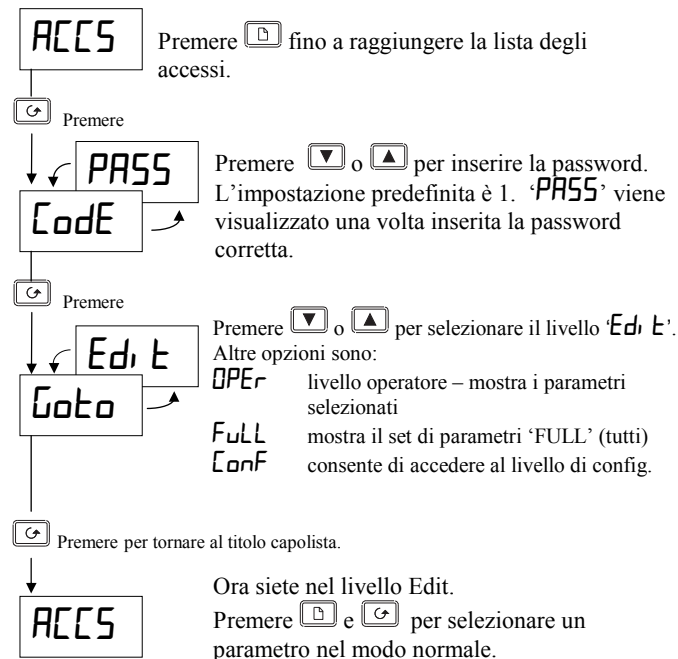 ACCS
Premere fino a raggiungere la lista degli
accessi.
Premere
PASS
CodE
Premere ▼ o ▲ per inserire la password.
L'impostazione predefinita è 1. 'PASS' viene
visualizzato una volta inserita la password
corretta.
Premere
Edit
Goto
Premere ▼ o ▲ per selezionare il livello 'Edit'.
Altre opzioni sono:
OPEr livello operatore – mostra i parametri
selezionati
FuLL mostra il set di parametri 'FULL' (tutti)
ConF consente di accedere al livello di config.
Premere per tornare al titolo capolista.
ACCS
Ora siete nel livello Edit.
Premere e per selezionare un
parametro nel modo normale.